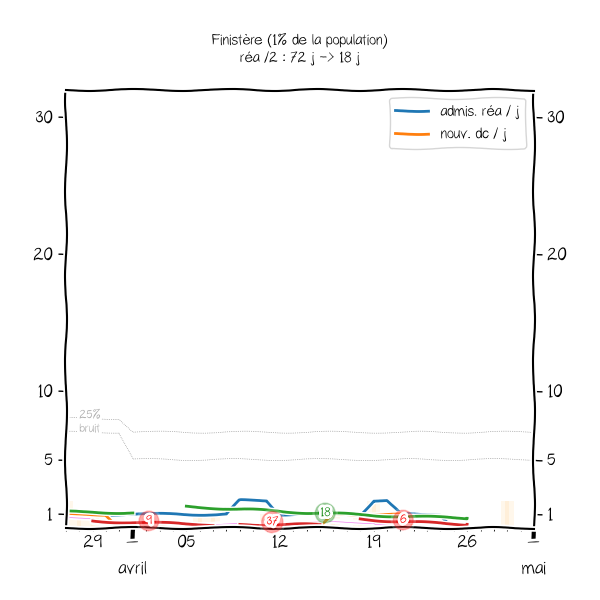 Finistère (1% de la population)
réa /2 : 72 j -> 18 j
admis. réa / j
nouv. dc / j
30
30
20
20
10
10
25%
bruit
5
5
1
1
9
37
18
6
29
05
12
19
26
avril
mai